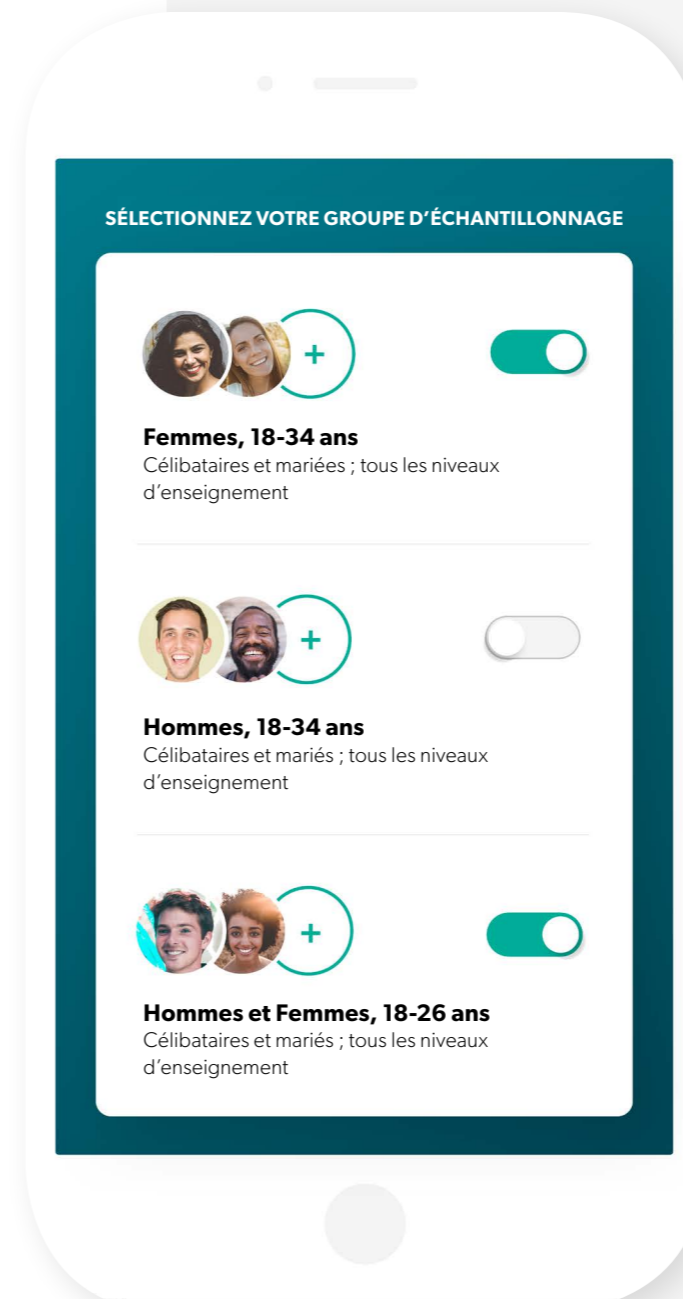 SÉLECTIONNEZ VOTRE GROUPE D’ÉCHANTILLONNAGE
+
Femmes, 18-34 ans
Célibataires et mariées ; tous les niveaux
d’enseignement
+
Hommes, 18-34 ans
Célibataires et mariés ; tous les niveaux
d’enseignement
+
Hommes et Femmes, 18-26 ans
Célibataires et mariés ; tous les niveaux
d’enseignement